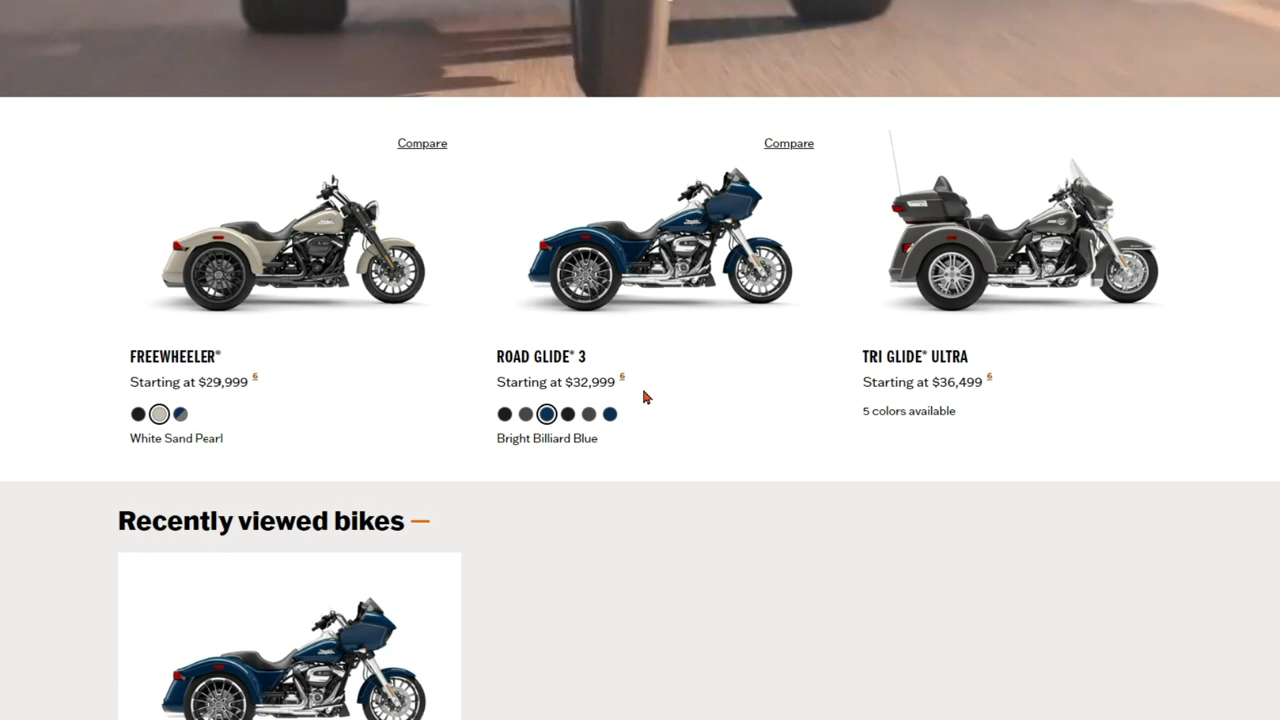 Compare
Compare
FREEWHEELER®
Starting at $29,999 6
White Sand Pearl
ROAD GLIDE® 3
Starting at $32,999 6
Bright Billiard Blue
TRI GLIDE® ULTRA
Starting at $36,499 6
5 colors available
Recently viewed bikes —